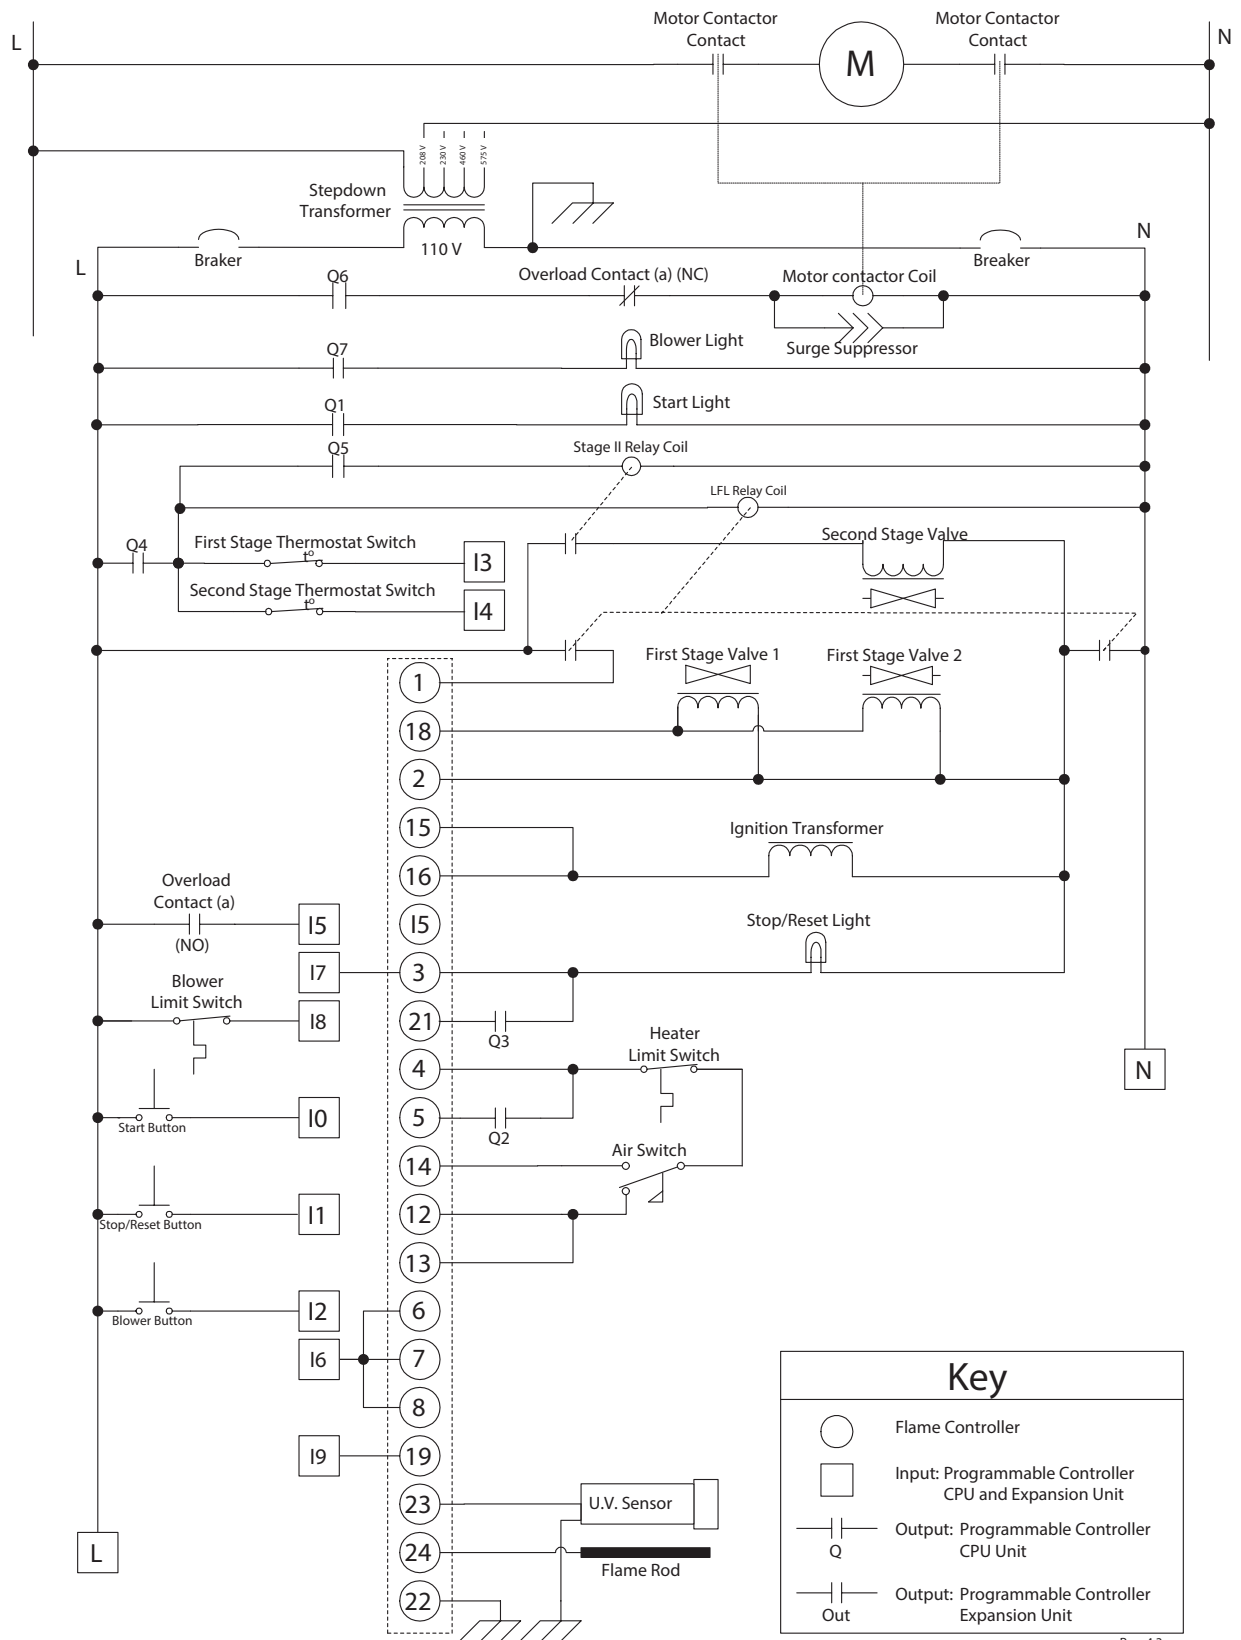 Motor Contactor
Contact
Motor Contactor
Contact
L
M
N
208 V
230 V
460 V
575 V
Stepdown
Transformer
110 V
L
Braker
Breaker
N
Q6
Overload Contact (a) (NC)
Motor contactor Coil
Surge Suppressor
Q7
Blower Light
Q1
Start Light
Q5
Stage II Relay Coil
LFL Relay Coil
Q4
First Stage Thermostat Switch
t°
I3
Second Stage Valve
Second Stage Thermostat Switch
t°
I4
First Stage Valve 1
First Stage Valve 2
1
18
2
15
Ignition Transformer
16
Overload
Contact (a)
(NO)
I5
I5
Stop/Reset Light
I7
3
Blower
Limit Switch
I8
21
Q3
Heater
Limit Switch
4
N
Start Button
I0
5
Q2
14
Air Switch
Stop/Reset Button
I1
12
13
Blower Button
I2
6
I6
7
8
I9
19
23
U.V. Sensor
L
24
Flame Rod
22
Key
Flame Controller
Input: Programmable Controller
CPU and Expansion Unit
Q
Output: Programmable Controller
CPU Unit
Out
Output: Programmable Controller
Expansion Unit